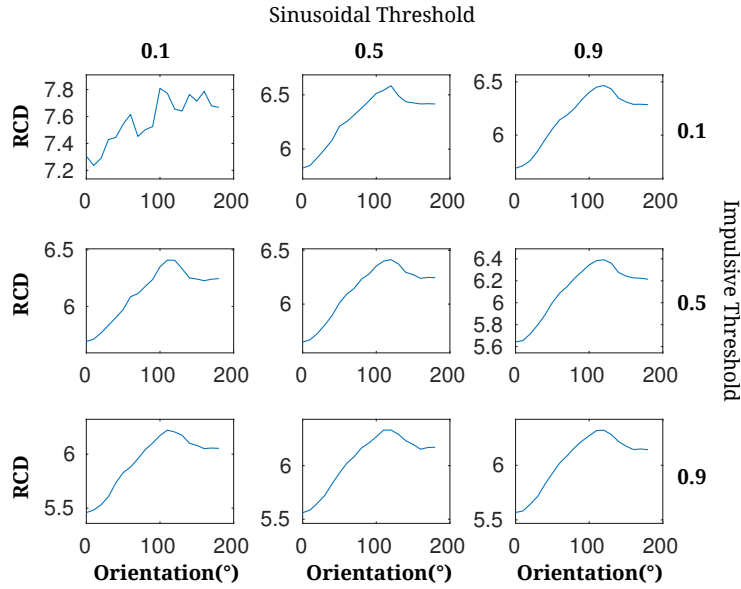 Sinusoidal Threshold
0.1 0.5 0.9
RCD 7.8 7.6 7.4 7.2 0 100 200
6.5 6 0 100 200
6.5 6 0 100 200
0.1
RCD 6.5 6 0 100 200
6.5 6 0 100 200
6.4 6.2 6 5.8 5.6 0 100 200
0.5
Impulsive Threshold
RCD 6 5.5 0 100 200
6 5.5 0 100 200
6 5.5 0 100 200
0.9
Orientation(°) Orientation(°) Orientation(°)